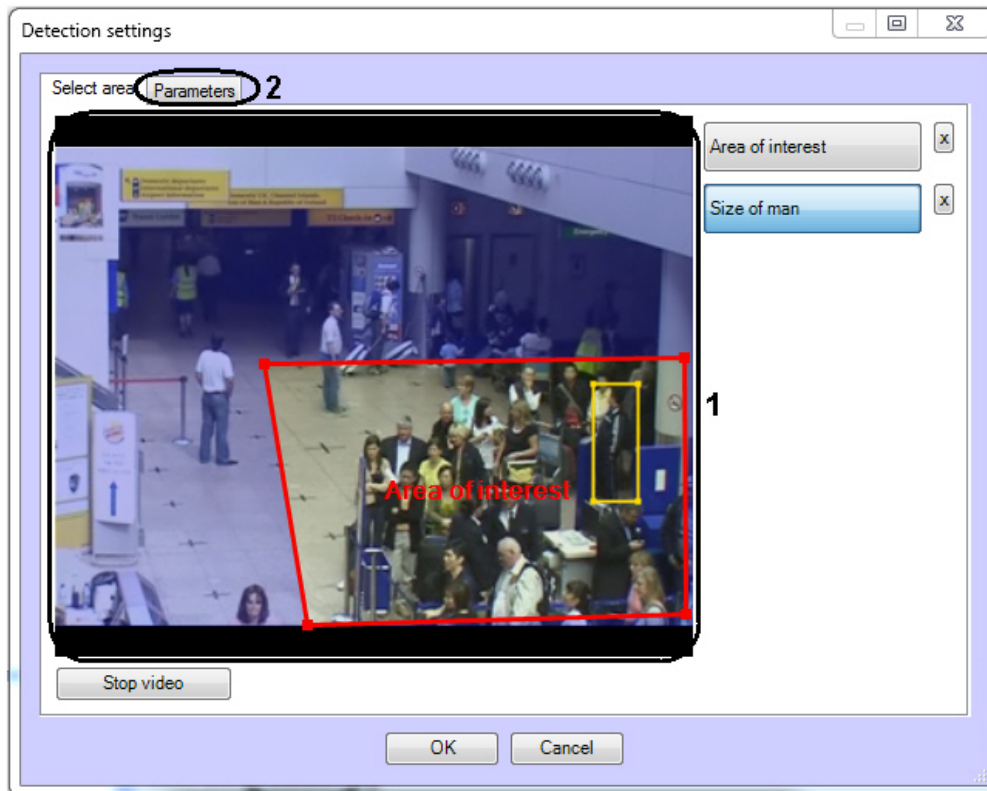 Detection settings
Select area
Parameters
2
Area of interest
x
Size of man
x
1
Area of interest
Stop video
OK
Cancel